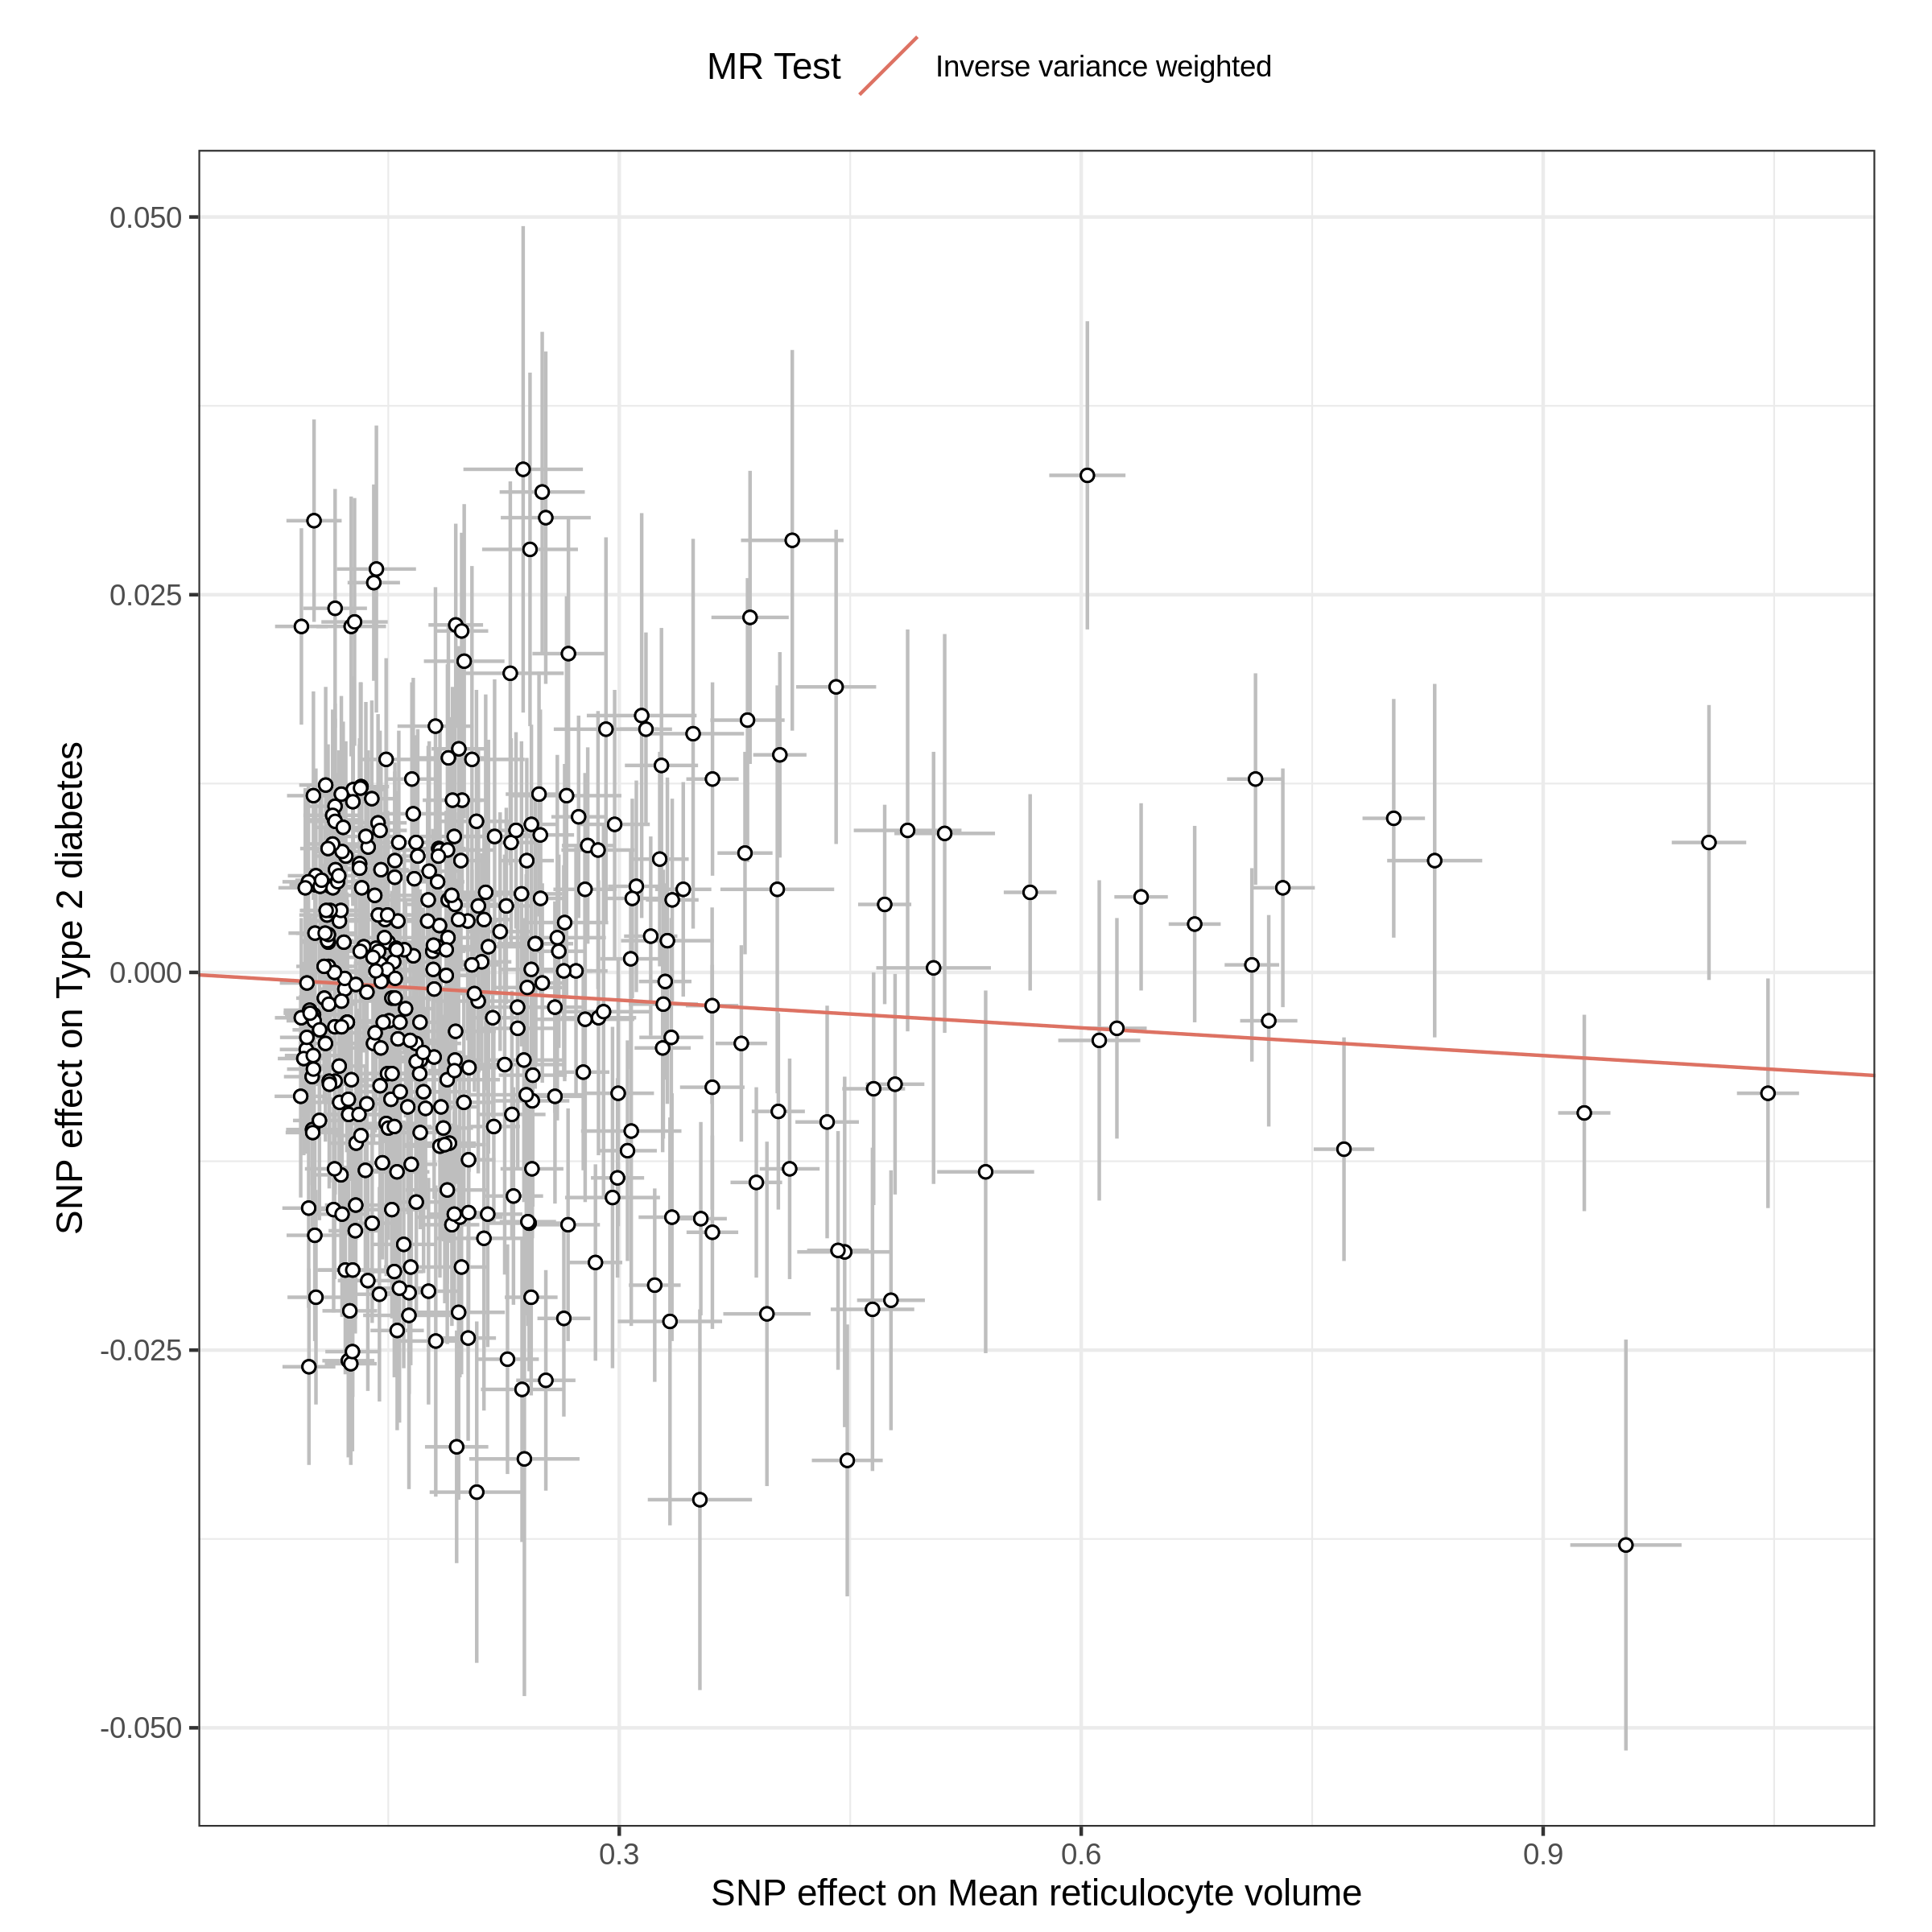 MR Test Inverse variance weighted
0.050
0.025
0.000
-0.025
-0.050
SNP effect on Type 2 diabetes
0.3 0.6 0.9
SNP effect on Mean reticulocyte volume